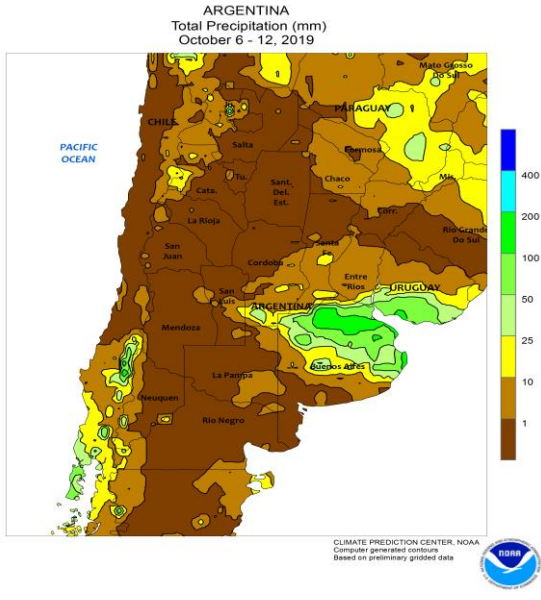 ARGENTINA
Total Precipitation (mm)
October 6 - 12, 2019
Mato Grosso
Do Sul
PARAGUAY
CHILE
PACIFIC
OCEAN
Salta
Formosa
Tu.
Chaco
Mis.
Cata.
Sant.
Del.
Est.
Corr.
La Rioja
Rio Grande
Do Sul
San
Juan
Santa
Fe
Cordoba
Entre
Rios
San
Luis
URUGUAY
ARGENTINA
Mendoza
Buenos Aires
La Pampa
Neuquen
Rio Negro
400
200
100
50
25
10
1
CLIMATE PREDICTION CENTER, NOAA
Computer generated contours
Based on preliminary gridded data
NOAA